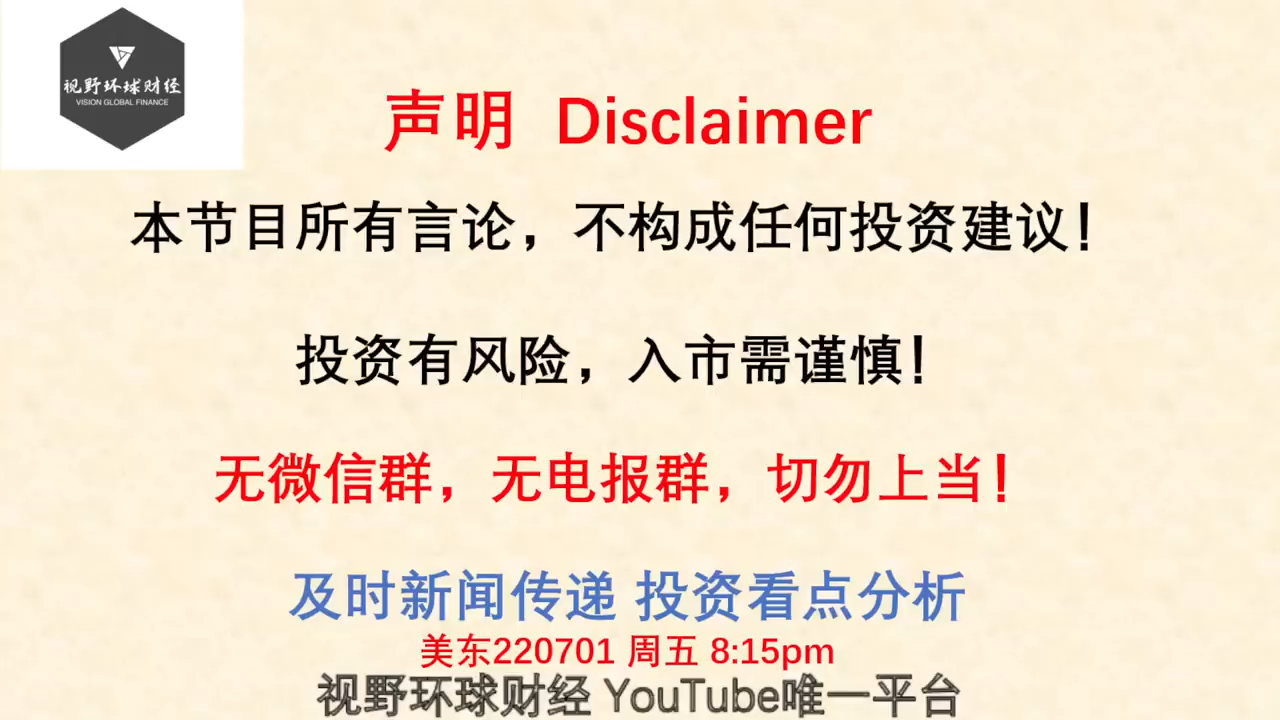 视野环球财经
VISION GLOBAL FINANCE
声明 Disclaimer
本节目所有言论，不构成任何投资建议！
投资有风险，入市需谨慎！
无微信群，无电报群，切勿上当！
及时新闻传递 投资看点分析
美东220701 周五 8:15pm
视野环球财经 YouTube唯一平台